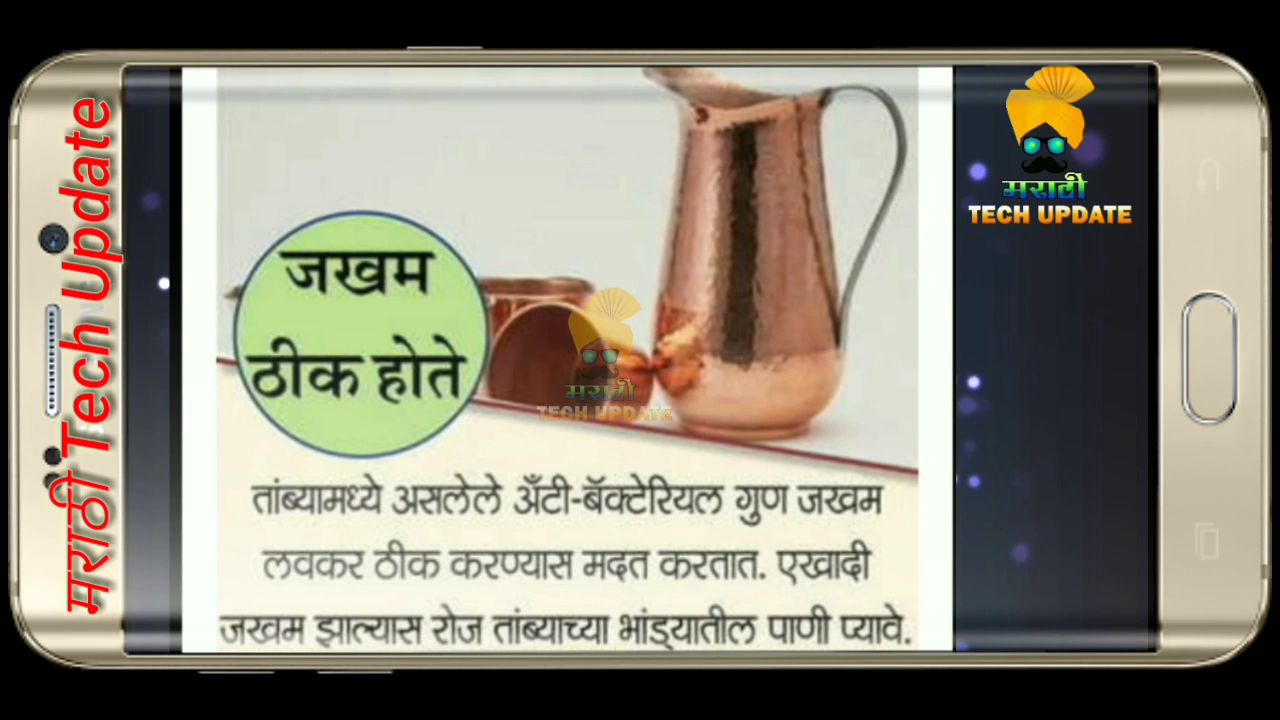 मराठी Tech Update
मराठी
TECH UPDATE
जखम
ठीक होते
मराठी
TECH UPDATE
तांब्यामध्ये असलेले अँटी-बॅक्टेरियल गुण जखम
लवकर ठीक करण्यास मदत करतात. एखादी
जखम झाल्यास रोज तांब्याच्या भांड्यातील पाणी प्यावे.